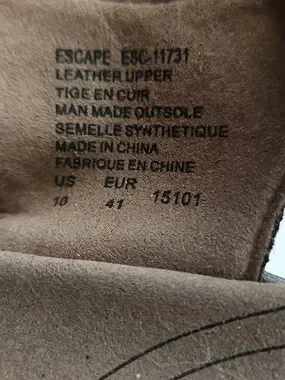 ESCAPE ESC-11731
LEATHER UPPER
TIGE EN CUIR
MAN MADE OUTSOLE
SEMELLE SYNTHETIQUE
MADE IN CHINA
FABRIQUE EN CHINE
US EUR
10 41 15101